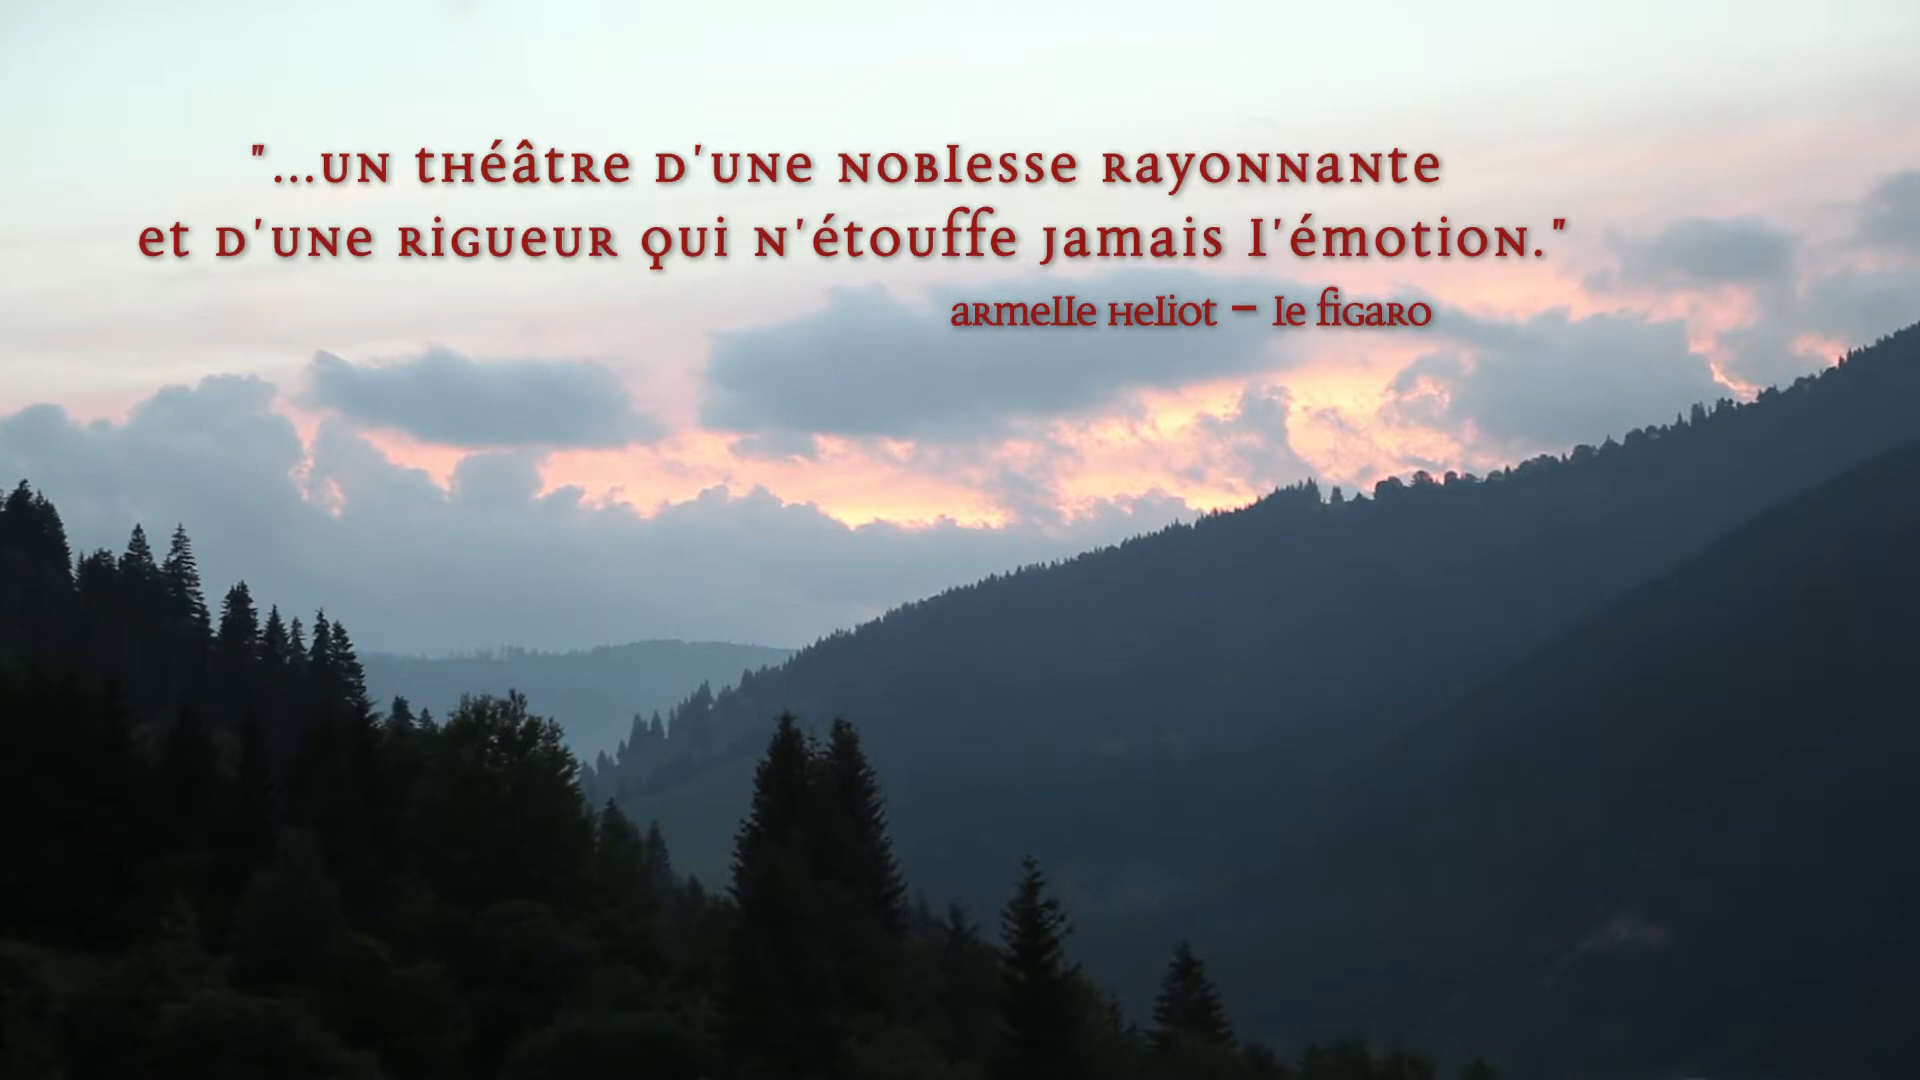 "...un théâtre d'une noblesse rayonnante
et d'une rigueur qui n'étouffe jamais l'émotion."
armelle Heliot – le figaro